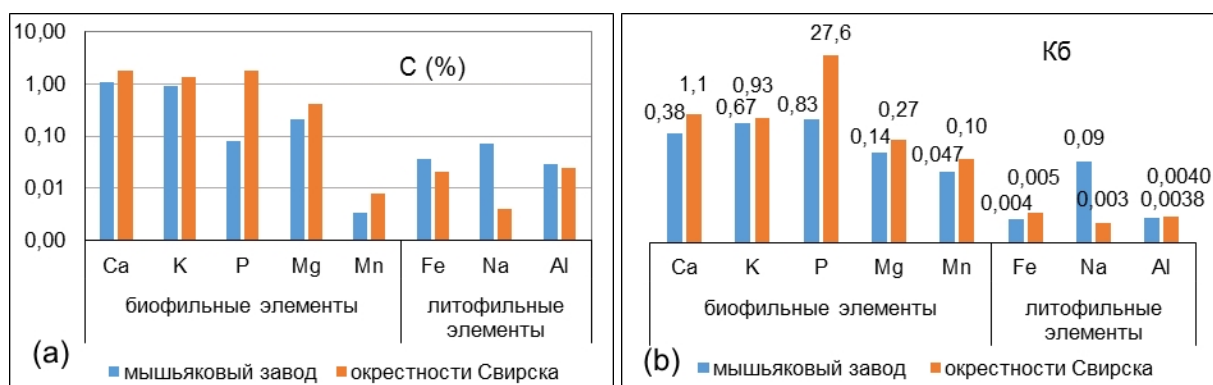 10,00
1,00
0,10
0,01
0,00
C (%)
Ca K P Mg Mn Fe Na Al
биофильные элементы
литофильные
элементы
(a)
мышьяковый завод окрестности Свирска
Кб
27,6
0,38 1,1 0,67 0,93 0,83
0,14 0,27 0,047 0,10
0,004 0,005 0,09 0,003 0,0040
0,0038
Ca K P Mg Mn Fe Na Al
биофильные элементы
литофильные
элементы
(b)
мышьяковый завод окрестности Свирска